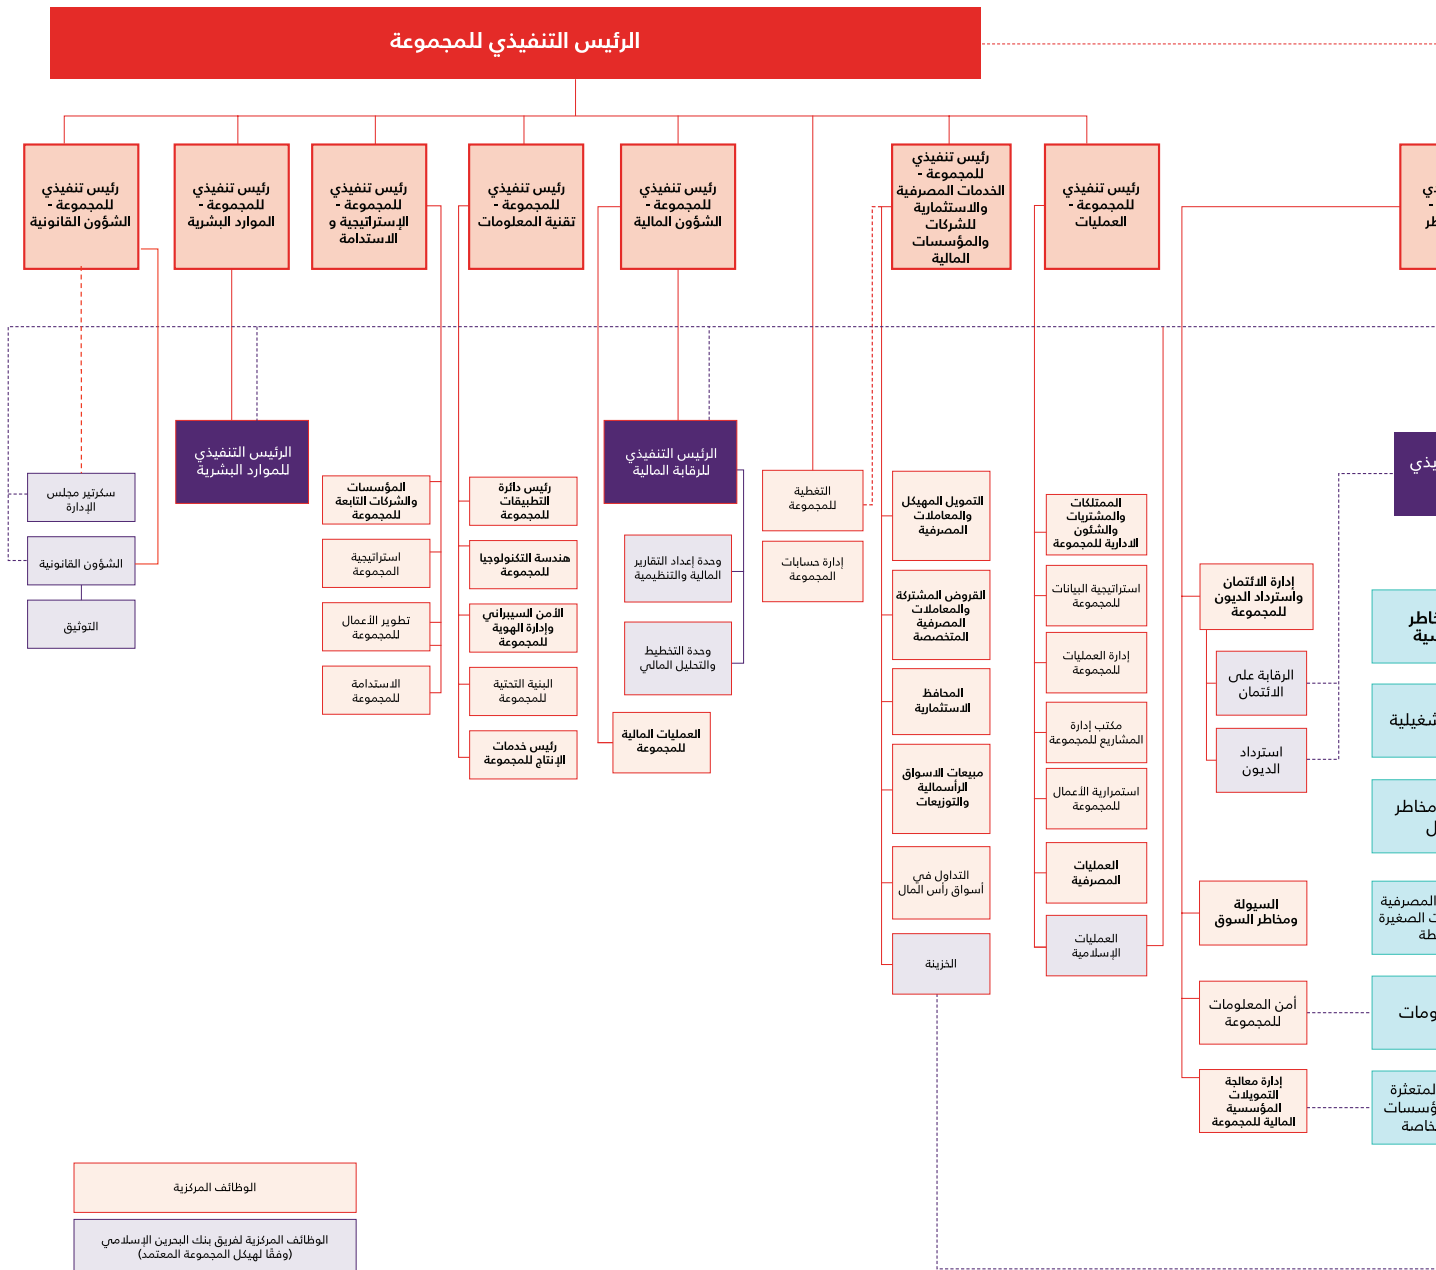 الرئيس التنفيذي للمجموعة
رئيس تنفيذي
للمجموعة -
العمليات
رئيس تنفيذي
للمجموعة -
الخدمات المصرفية
والاستثمارية
للشركات
والمؤسسات
المالية
رئيس تنفيذي
للمجموعة -
الشؤون المالية
رئيس تنفيذي
للمجموعة -
تقنية المعلومات
رئيس تنفيذي
للمجموعة -
الإستراتيجية و
الاستدامة
رئيس تنفيذي
للمجموعة -
الموارد البشرية
رئيس تنفيذي
للمجموعة -
الشؤون القانونية
إدارة الائتمان
واسترداد الديون
للمجموعة
الرقابة على
الائتمان
استرداد
الديون
السيولة
ومخاطر السوق
أمن المعلومات
للمجموعة
إدارة معالجة
التمويلات
المؤسسية
المالية للمجموعة
الممتلكات
والمشتريات
والشئون
الادارية للمجموعة
استراتيجية البيانات
للمجموعة
إدارة العمليات
للمجموعة
مكتب إدارة
المشاريع للمجموعة
استمرارية الأعمال
للمجموعة
العمليات
المصرفية
العمليات
الإسلامية
التمويل المهيكل
والمعاملات
المصرفية
القروض المشتركة
والمعاملات
المصرفية
المتخصصة
المحافظ
الاستثمارية
مبيعات الاسواق
الرأسمالية
والتوزيعات
التداول في
أسواق رأس المال
الخزينة
التغطية
للمجموعة
إدارة حسابات
المجموعة
الرئيس التنفيذي
للرقابة المالية
وحدة إعداد التقارير
المالية والتنظيمية
وحدة التخطيط
والتحليل المالي
العمليات المالية
للمجموعة
رئيس دائرة
التطبيقات
للمجموعة
هندسة التكنولوجيا
للمجموعة
الأمن السيبراني
وإدارة الهوية
للمجموعة
البنية التحتية
للمجموعة
رئيس خدمات
الإنتاج للمجموعة
المؤسسات
والشركات التابعة
للمجموعة
استراتيجية
المجموعة
تطوير الأعمال
للمجموعة
الاستدامة
للمجموعة
الرئيس التنفيذي
للموارد البشرية
سكرتير مجلس
الإدارة
الشؤون القانونية
التوثيق
مخاطر
المصرفية
الصغيرة
الوظائف المركزية
الوظائف المركزية لفريق بنك البحرين الإسلامي
(وفقًا لهيكل المجموعة المعتمد)